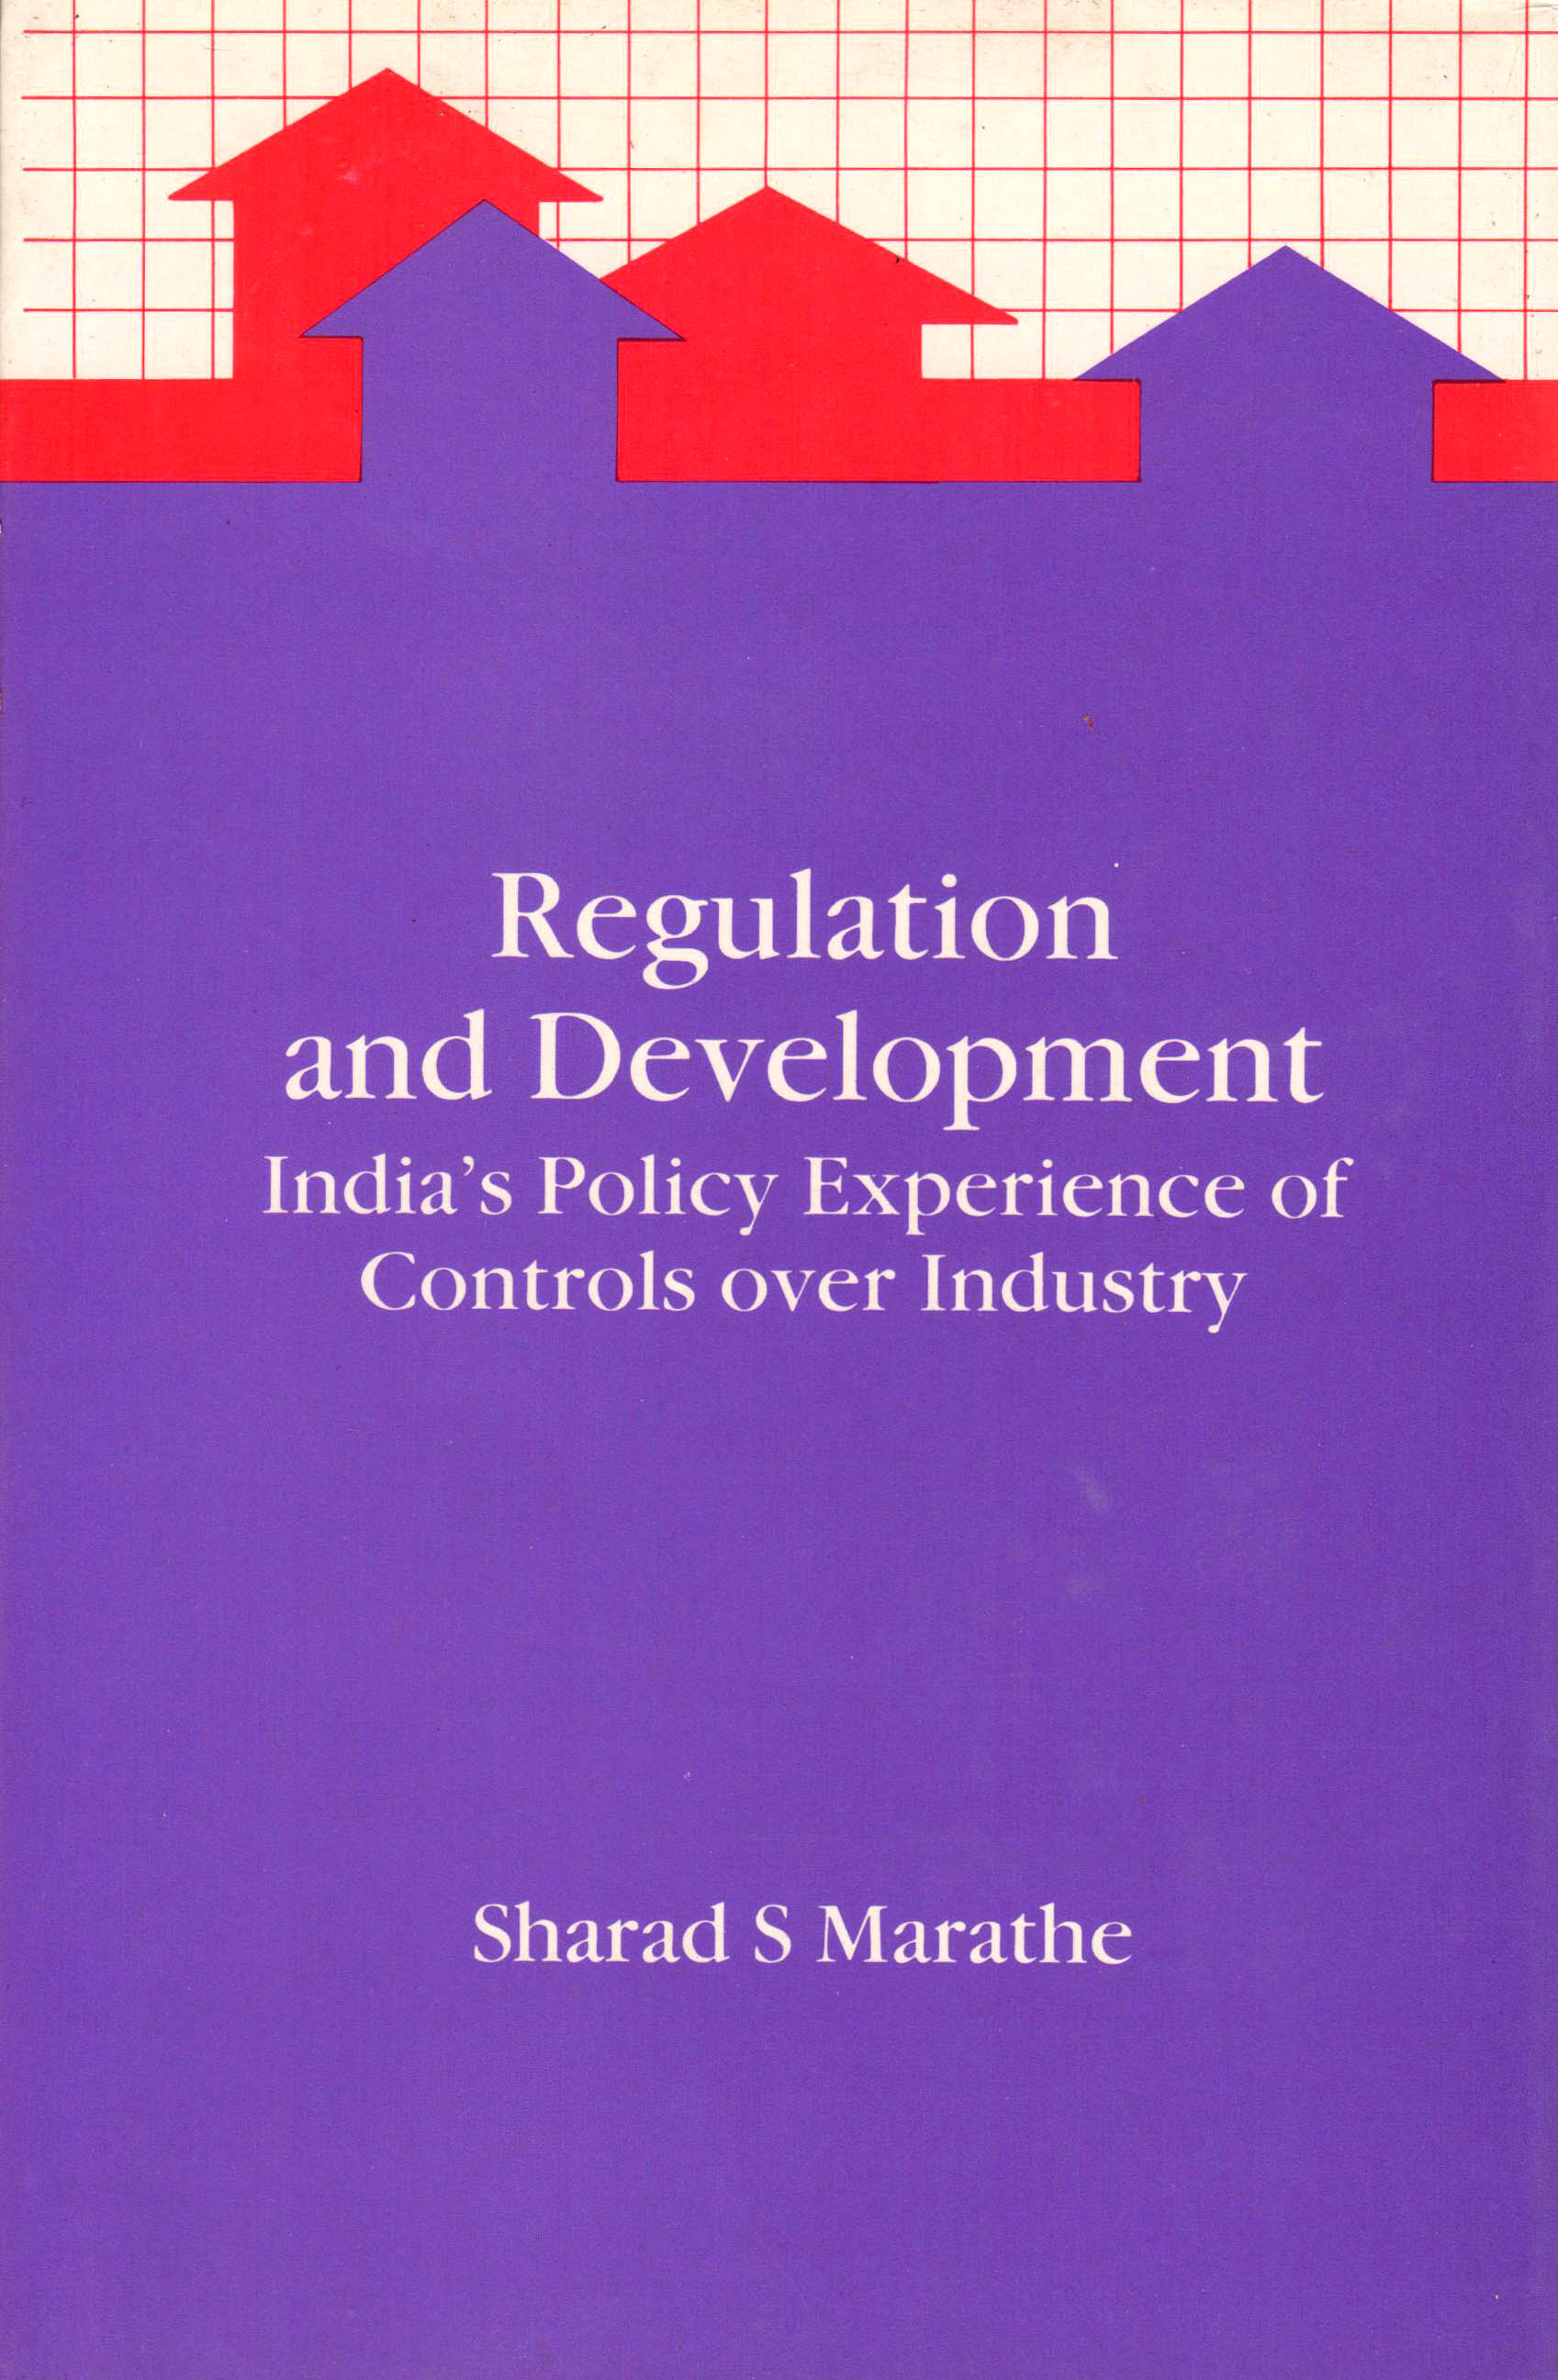 Regulation
and Development
India's Policy Experience of
Controls over Industry
Sharad S Marathe